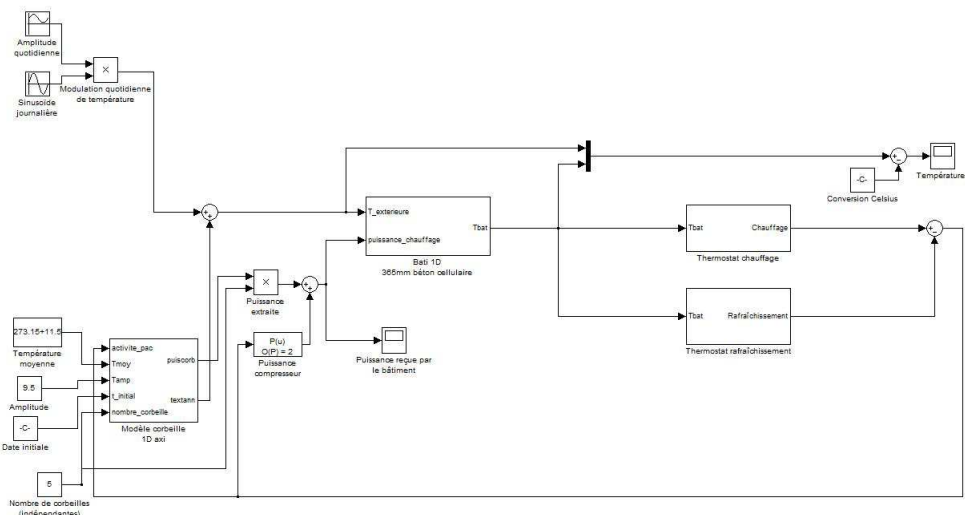 Amplitude
quotidienne
Sinusoïde
journalière
×
Modulation quotidienne
de température
T_exterieure
puissance_chauffage
Tbat
Bati 1D
365mm béton cellulaire
-C-
Conversion Celsius
Température
Tbat
Chauffage
Thermostat chauffage
Tbat
Rafraîchissement
Thermostat rafraîchissement
×
Puissance
extraite
P(u)
O(P) = 2
Puissance
compresseur
Puissance reçue par
le bâtiment
273.15+11.5
Température
moyenne
9.5
Amplitude
-C-
Date initiale
5
Nombre de corbeilles
(indépendantes)
activite_pac
Tmoy
Tamp
t_initial
nombre_corbeille
puiscorb
textann
Modèle corbeille
1D axi